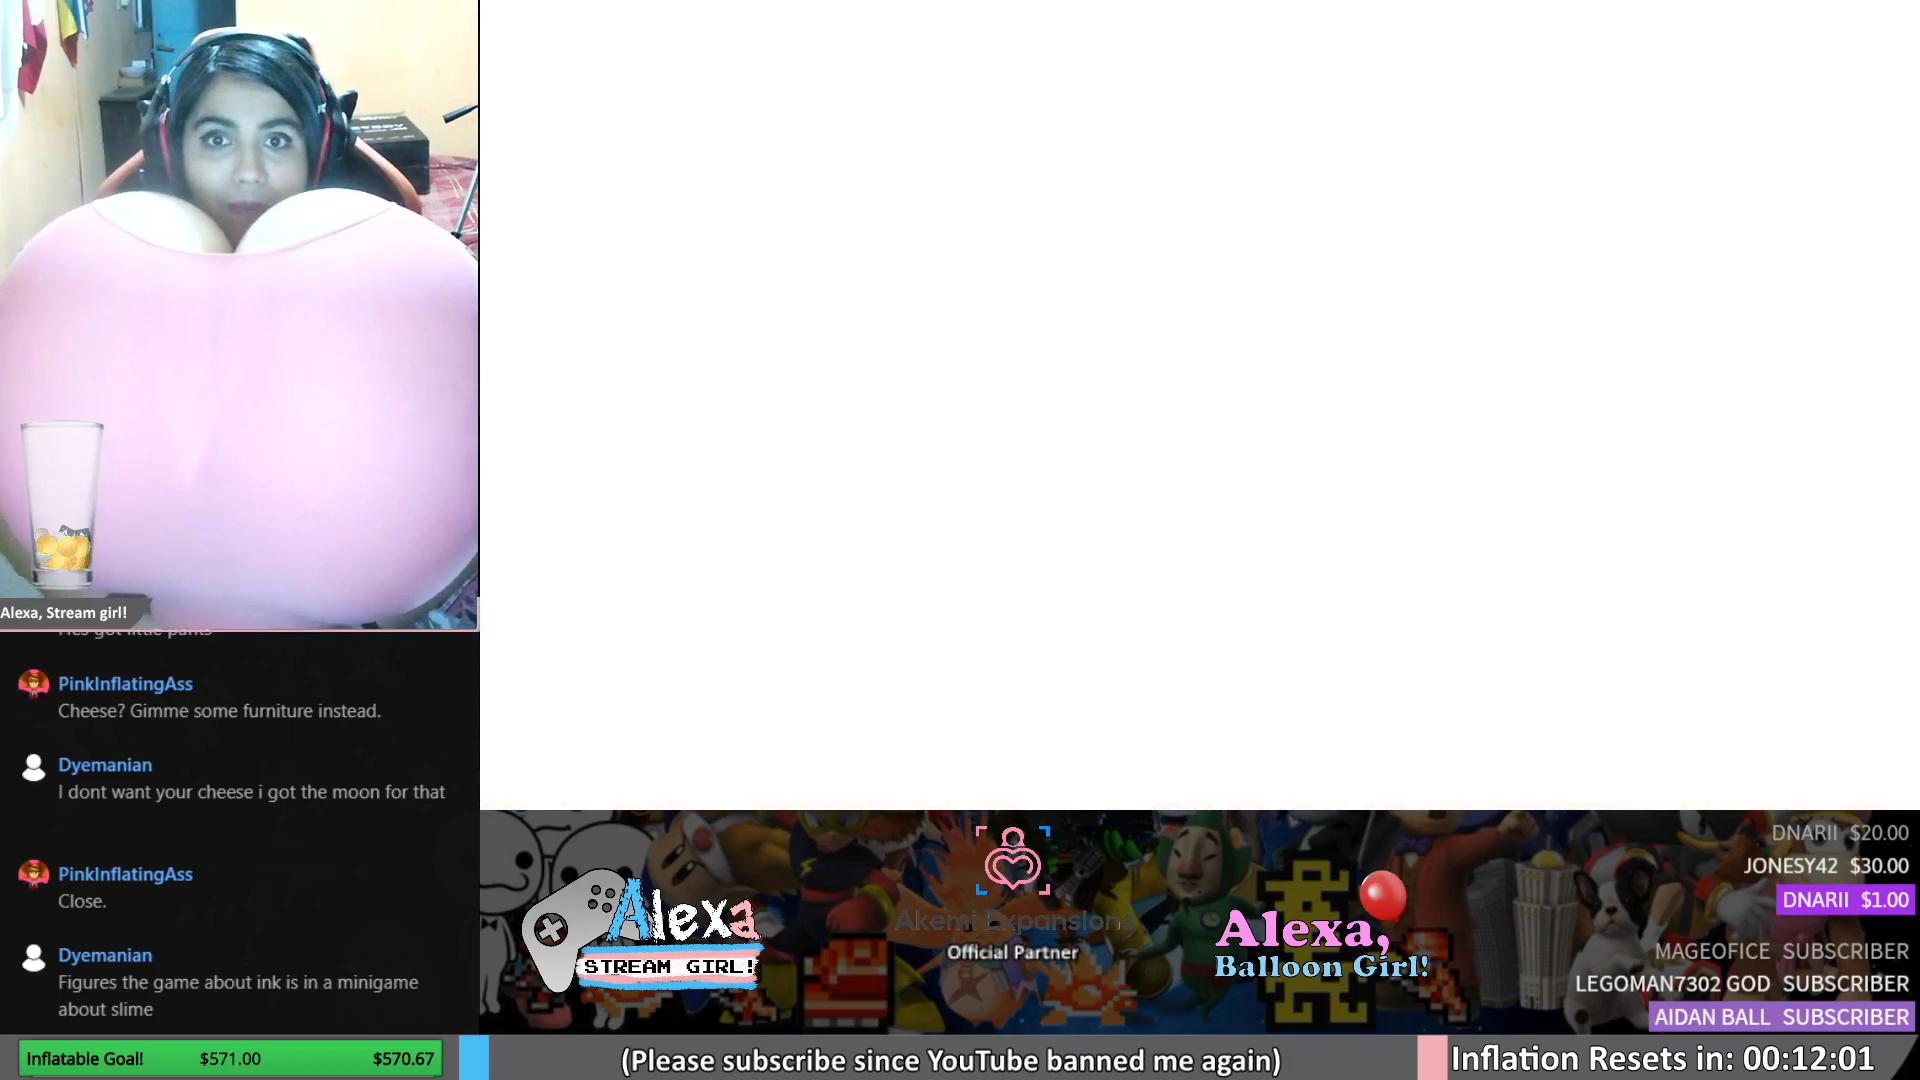 Alexa, Stream girl!
PinkInflatingAss
Cheese? Gimme some furniture instead.
Dyemanian
I dont want your cheese i got the moon for that
PinkInflatingAss
Close.
Dyemanian
Figures the game about ink is in a minigame
about slime
Inflatable Goal! $571.00 $570.67
Alexa
STREAM GIRL!
Akemi Expansions
Official Partner
Alexa,
Balloon Girl!
DNARII $20.00
JONESY42 $30.00
DNARII $1.00
MAGEOFICE SUBSCRIBER
LEGOMAN7302 GOD SUBSCRIBER
AIDAN BALL SUBSCRIBER
(Please subscribe since YouTube banned me again)
Inflation Resets in: 00:12:01